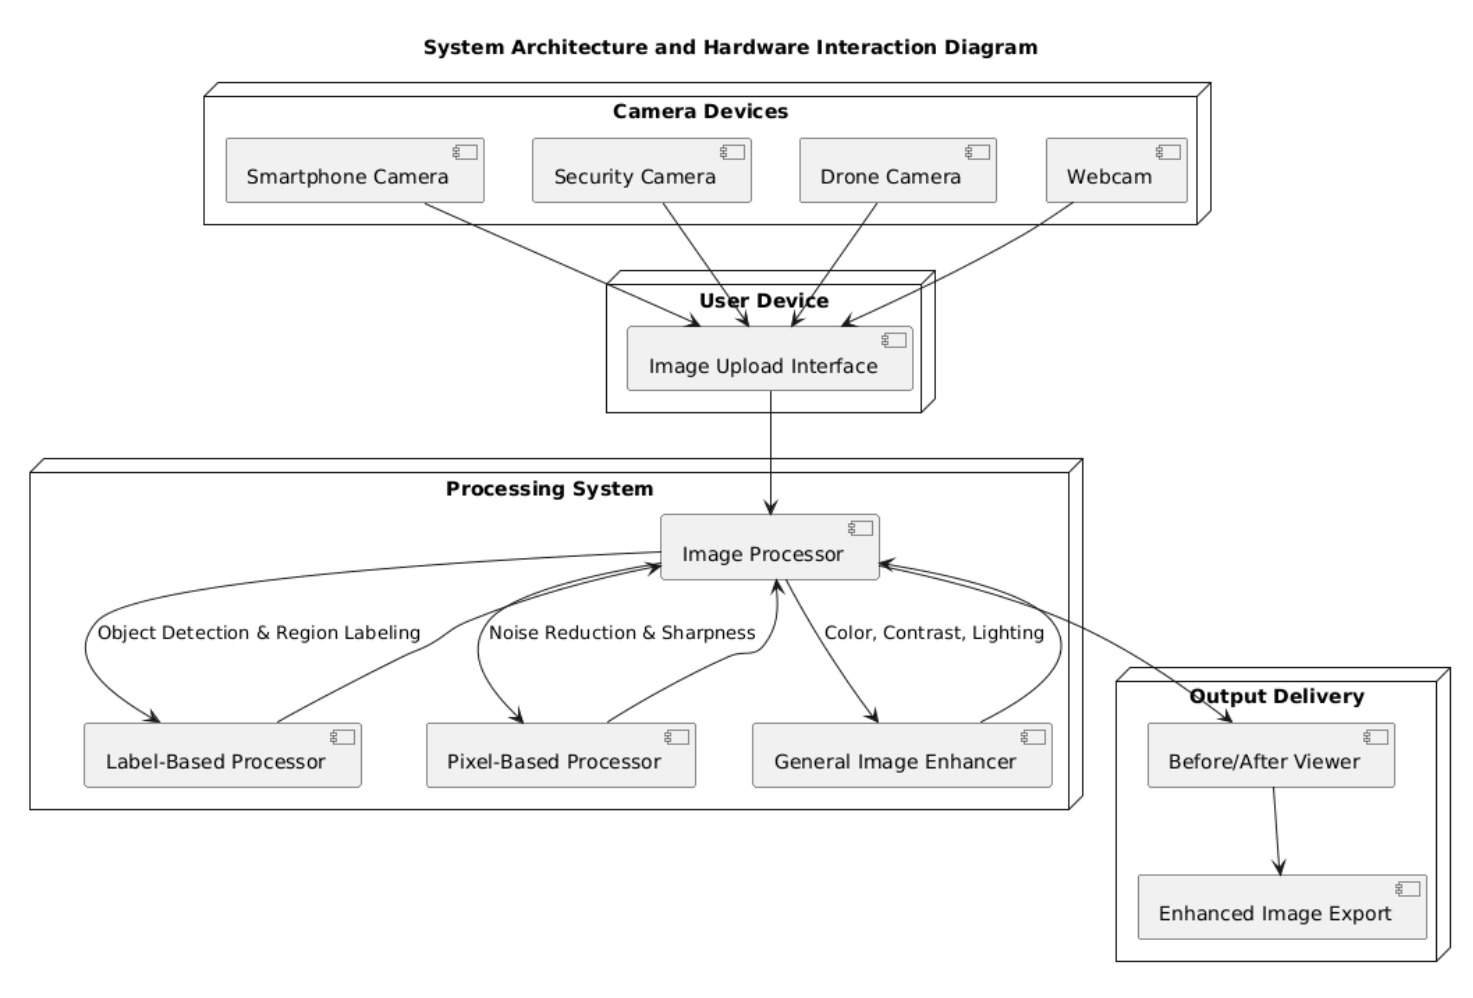 System Architecture and Hardware Interaction Diagram
Camera Devices
Smartphone Camera
Security Camera
Drone Camera
Webcam
User Device
Image Upload Interface
Processing System
Image Processor
Object Detection & Region Labeling
Noise Reduction & Sharpness
Color, Contrast, Lighting
Label-Based Processor
Pixel-Based Processor
General Image Enhancer
Output Delivery
Before/After Viewer
Enhanced Image Export